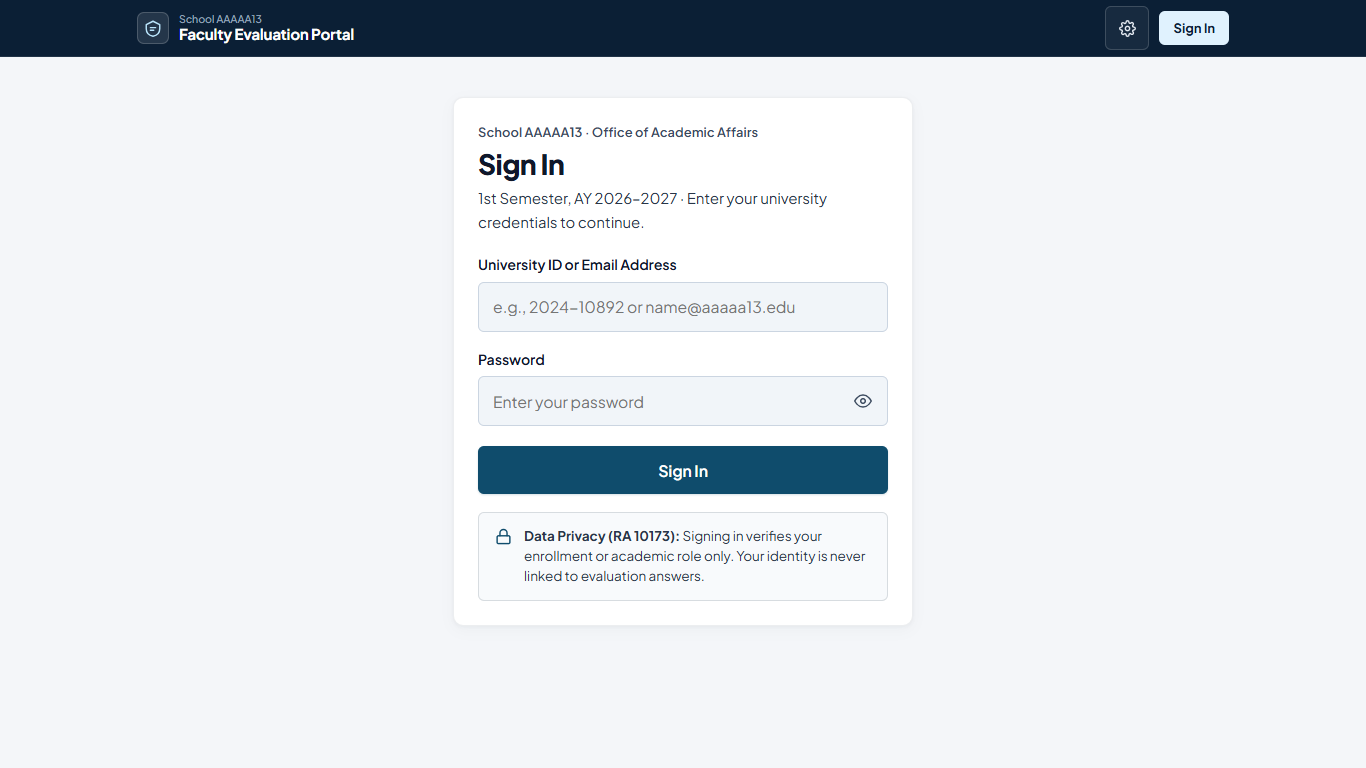 School AAAAA13
Faculty Evaluation Portal
Sign In
School AAAAA13 · Office of Academic Affairs
Sign In
1st Semester, AY 2026–2027 · Enter your university
credentials to continue.
University ID or Email Address
e.g., 2024-10892 or name@aaaaa13.edu
Password
Enter your password
Sign In
Data Privacy (RA 10173): Signing in verifies your
enrollment or academic role only. Your identity is never
linked to evaluation answers.